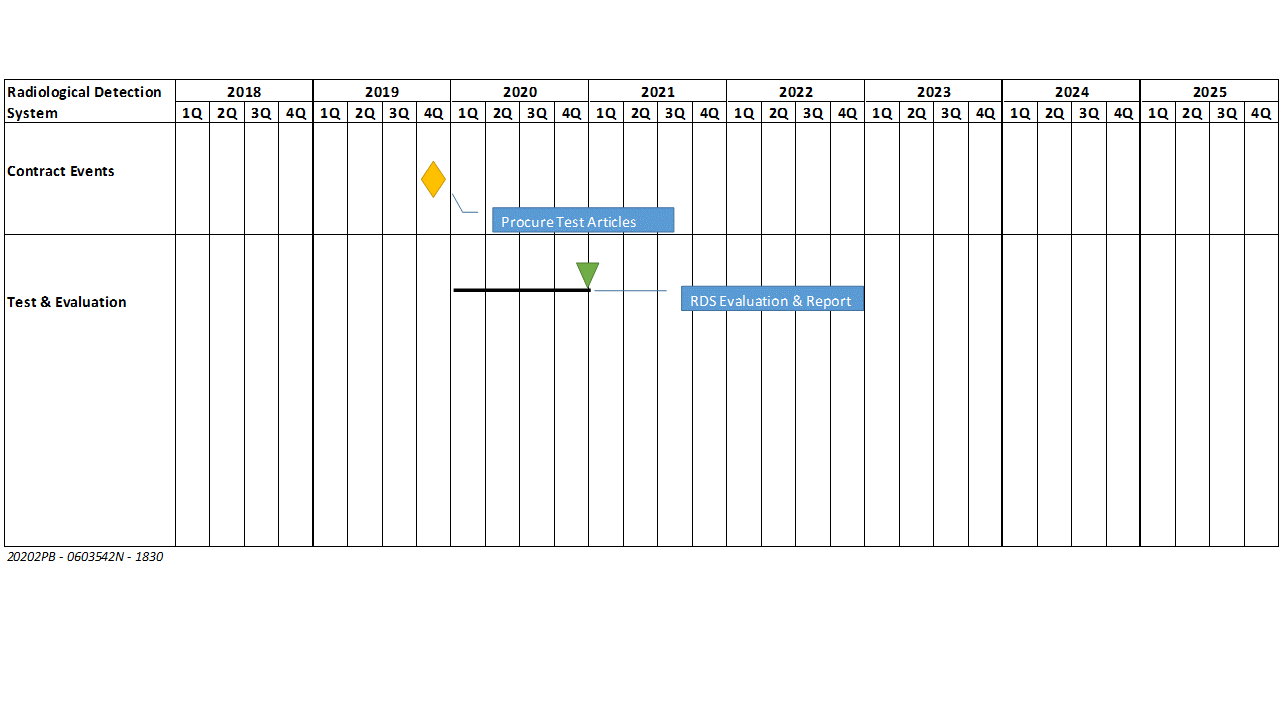 Radiological Detection 2018 2019 2020 2021 2022 2023 2024 2025
System 1Q 2Q 3Q 4Q 1Q 2Q 3Q 4Q 1Q 2Q 3Q 4Q 1Q 2Q 3Q 4Q 1Q 2Q 3Q 4Q 1Q 2Q 3Q 4Q 1Q 2Q 3Q 4Q 1Q 2Q 3Q 4Q
Contract Events
Procure Test Articles
Test & Evaluation
RDS Evaluation & Report
20202PB - 0603542N - 1830